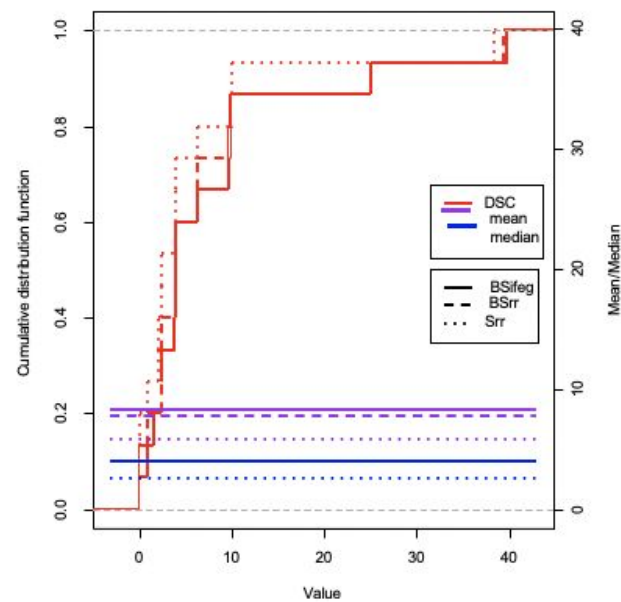 Cumulative distribution function
1.0
0.8
0.6
0.4
0.2
0.0
0
10
20
30
40
Value
40
30
20
10
0
Mean/Median
DSC
mean
median
BSifeg
BSrr
Srr